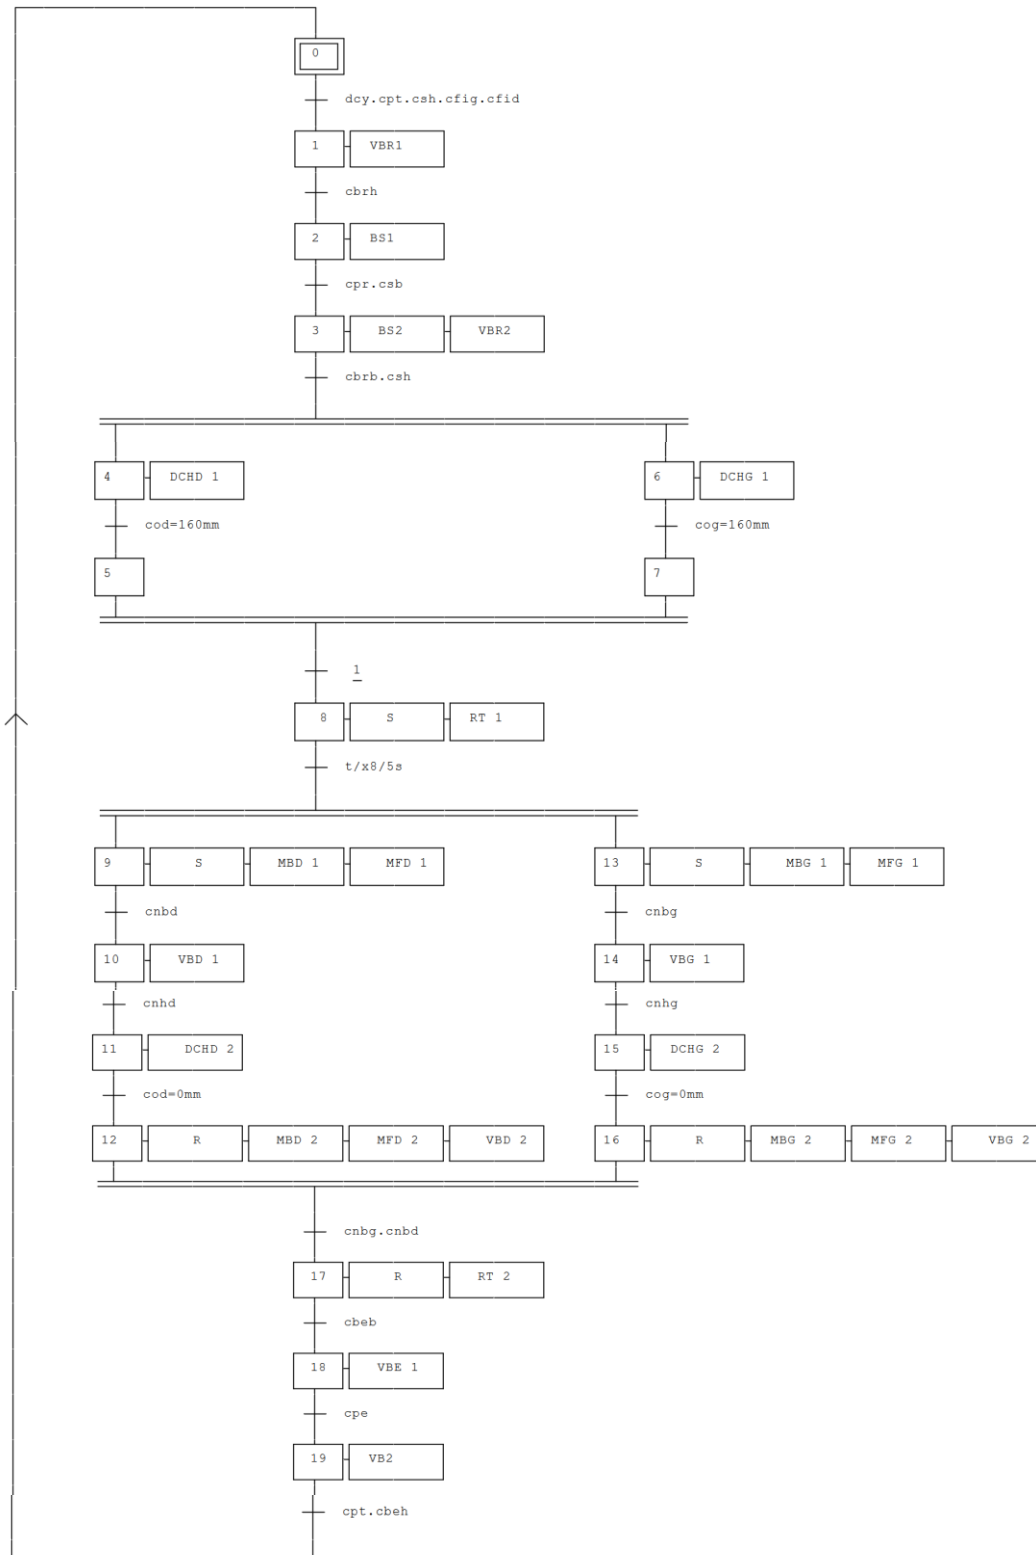 0
dcy.cpt.csh.cfig.cfid
1 VBR1
cbrh
2 BS1
cpr.csb
3 BS2 VBR2
cbrb.csh
4 DCHD 1 6 DCHG 1
cod=160mm cog=160mm
5 7
1
8 S RT 1
t/x8/5s
9 S MBD 1 MFD 1 13 S MBG 1 MFG 1
cnbd cnbg
10 VBD 1 14 VBG 1
cnhd cnhg
11 DCHD 2 15 DCHG 2
cod=0mm cog=0mm
12 R MBD 2 MFD 2 VBD 2 16 R MBG 2 MFG 2 VBG 2
cnbg.cnbd
17 R RT 2
cbeb
18 VBE 1
cpe
19 VB2
cpt.cbeh